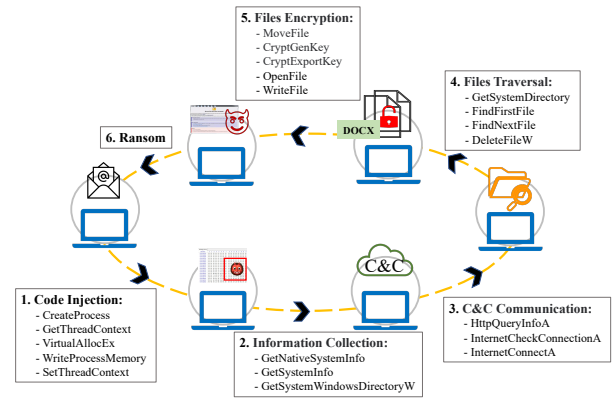 5. Files Encryption:
- MoveFile
- CryptGenKey
- CryptExportKey
- OpenFile
- WriteFile
4. Files Traversal:
- GetSystemDirectory
- FindFirstFile
- FindNextFile
- DeleteFileW
DOCX
6. Ransom
C&C
1. Code Injection:
- CreateProcess
- GetThreadContext
- VirtualAllocEx
- WriteProcessMemory
- SetThreadContext
2. Information Collection:
- GetNativeSystemInfo
- GetSystemInfo
- GetSystemWindowsDirectoryW
3. C&C Communication:
- HttpQueryInfoA
- InternetCheckConnectionA
- InternetConnectA